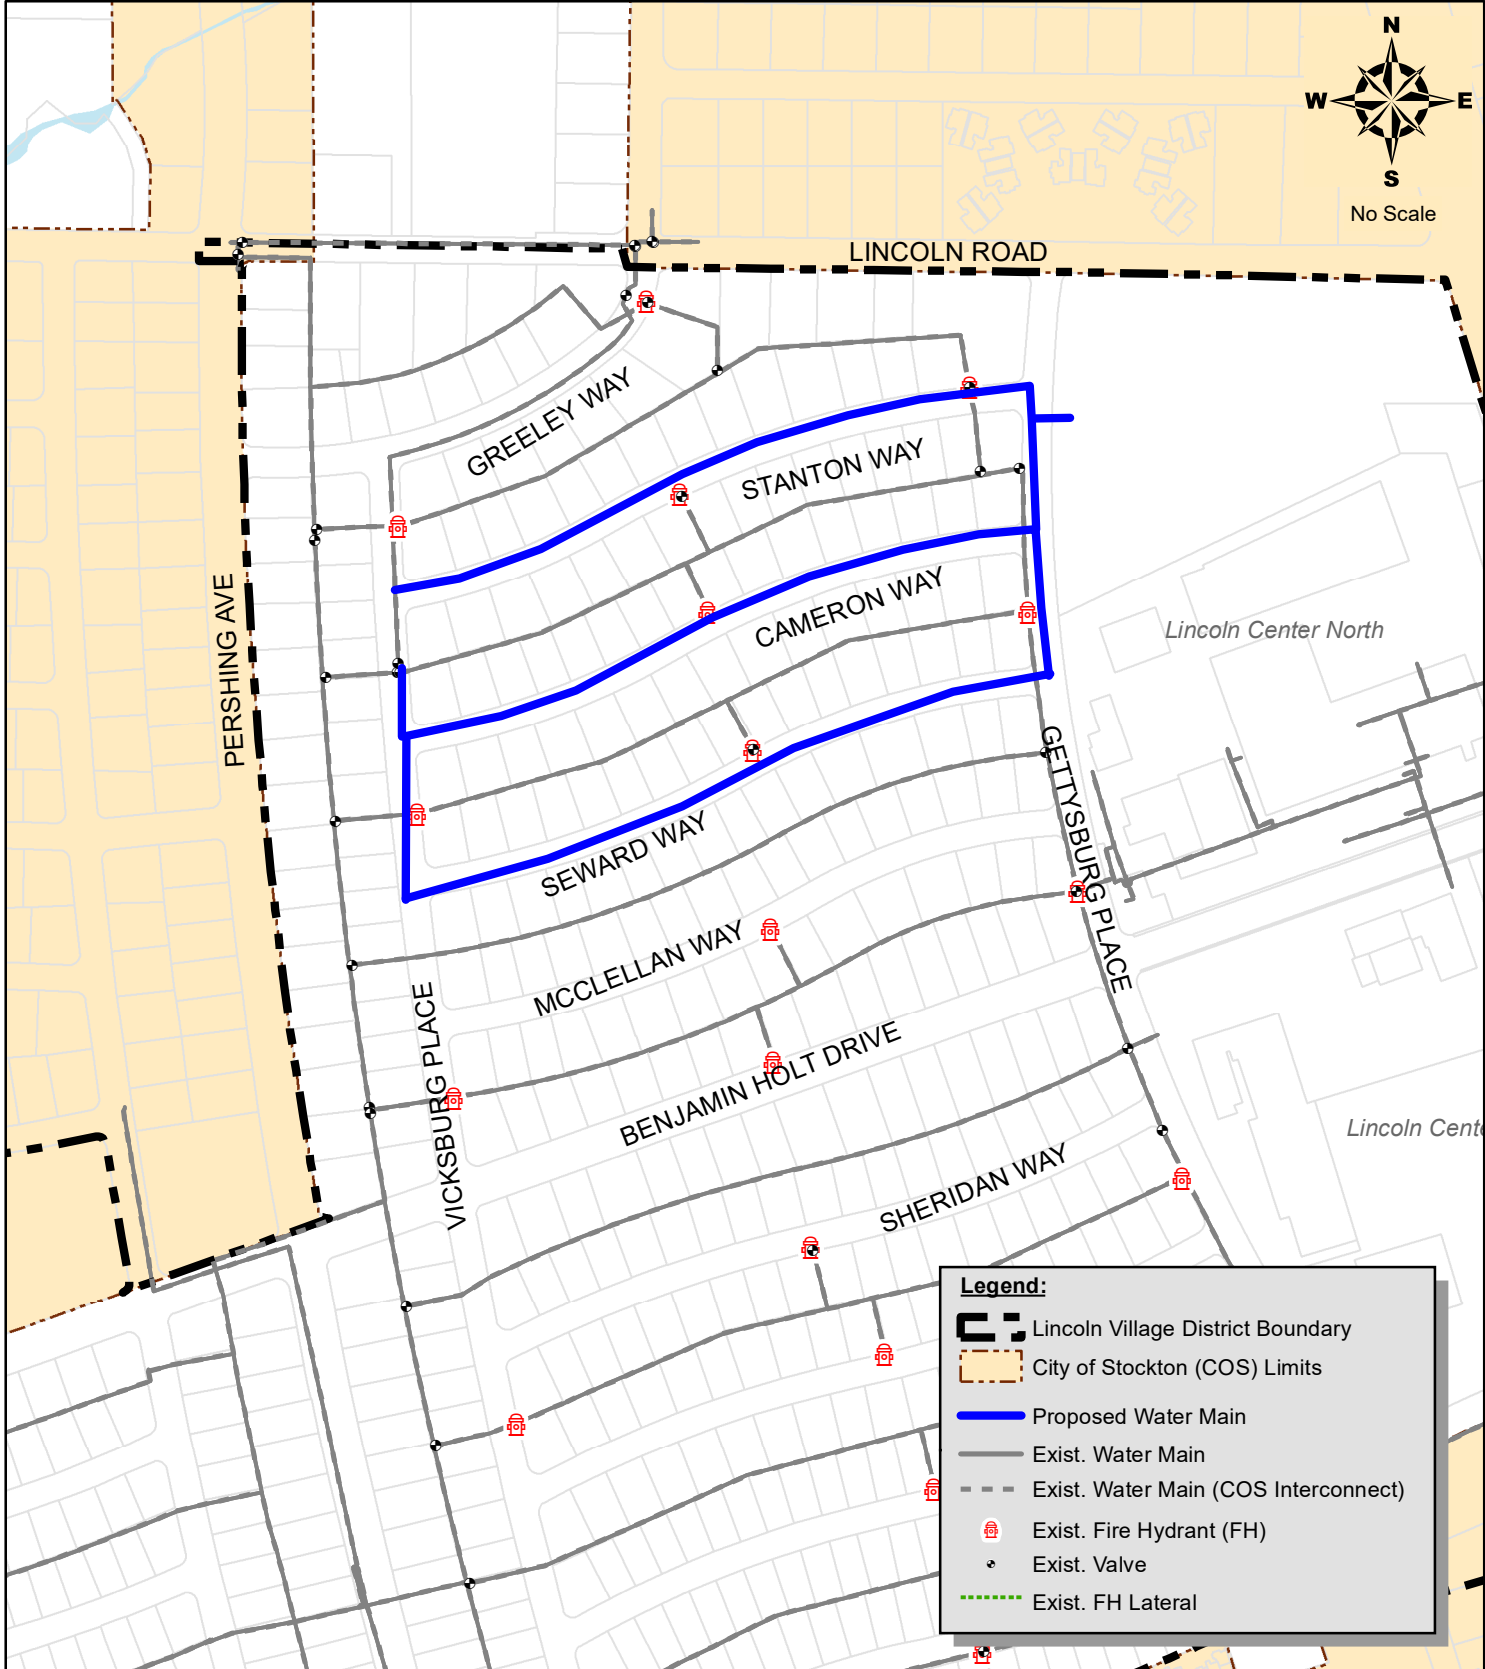 N
W E
S
No Scale
LINCOLN ROAD
GREELEY WAY
STANTON WAY
CAMERON WAY
PERSHING AVE
Lincoln Center North
GETTYSBURG PLACE
SEWARD WAY
MCCLELLAN WAY
VICKSBURG PLACE
BENJAMIN HOLT DRIVE
Lincoln Cente
SHERIDAN WAY
Legend:
Lincoln Village District Boundary
City of Stockton (COS) Limits
Proposed Water Main
Exist. Water Main
Exist. Water Main (COS Interconnect)
Exist. Fire Hydrant (FH)
Exist. Valve
Exist. FH Lateral